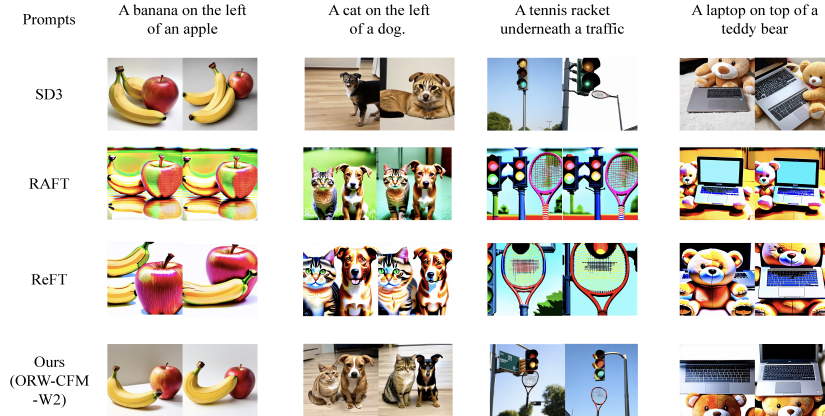 Prompts
A banana on the left
of an apple
A cat on the left
of a dog.
A tennis racket
underneath a traffic
A laptop on top of a
teddy bear
SD3
RAFT
ReFT
Ours
(ORW-CFM
-W2)